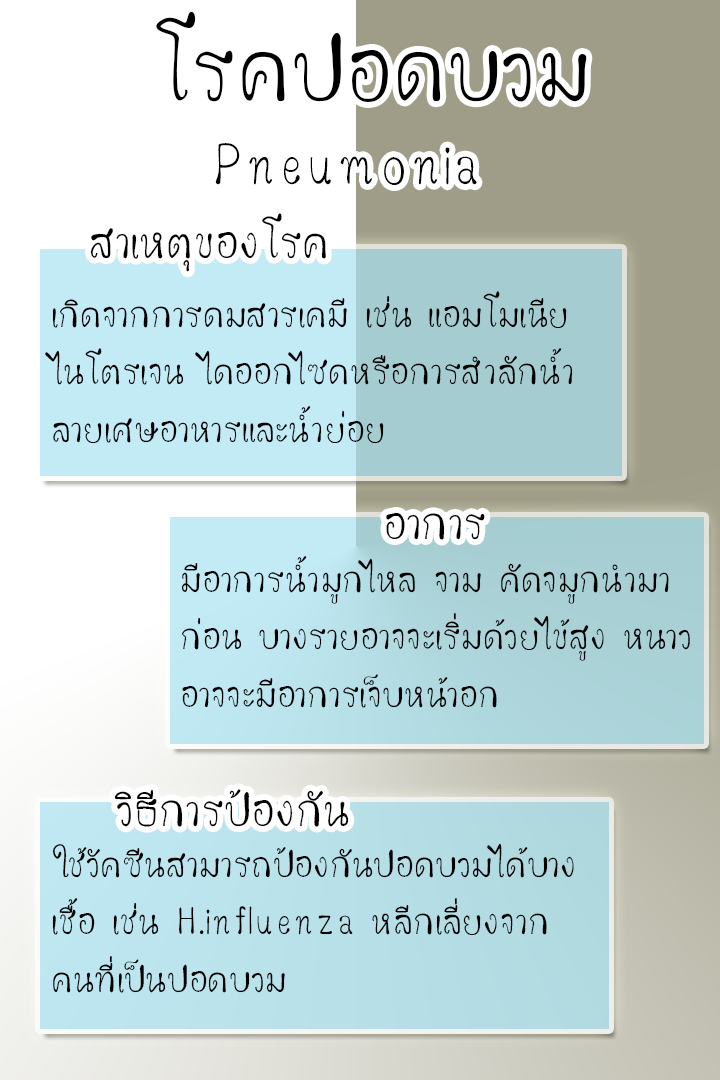 โรคปอดบวม
Pneumonia
สาเหตุของโรค
เกิดจากการดมสารเคมี เช่น แอมโมเนีย
ไนโตรเจน ไดออกไซดหรือการสำลักน้ำ
ลายเศษอาหารและน้ำย่อย
อาการ
มีอาการน้ำมูกไหล จาม คัดจมูกนำมา
ก่อน บางรายอาจจะเริ่มด้วยไข้สูง หนาว
อาจจะมีอาการเจ็บหน้าอก
วิธีการป้องกัน
ใช้วัคซีนสามารถป้องกันปอดบวมได้บาง
เชื้อ เช่น H.influenza หลีกเลี่ยงจาก
คนที่เป็นปอดบวม